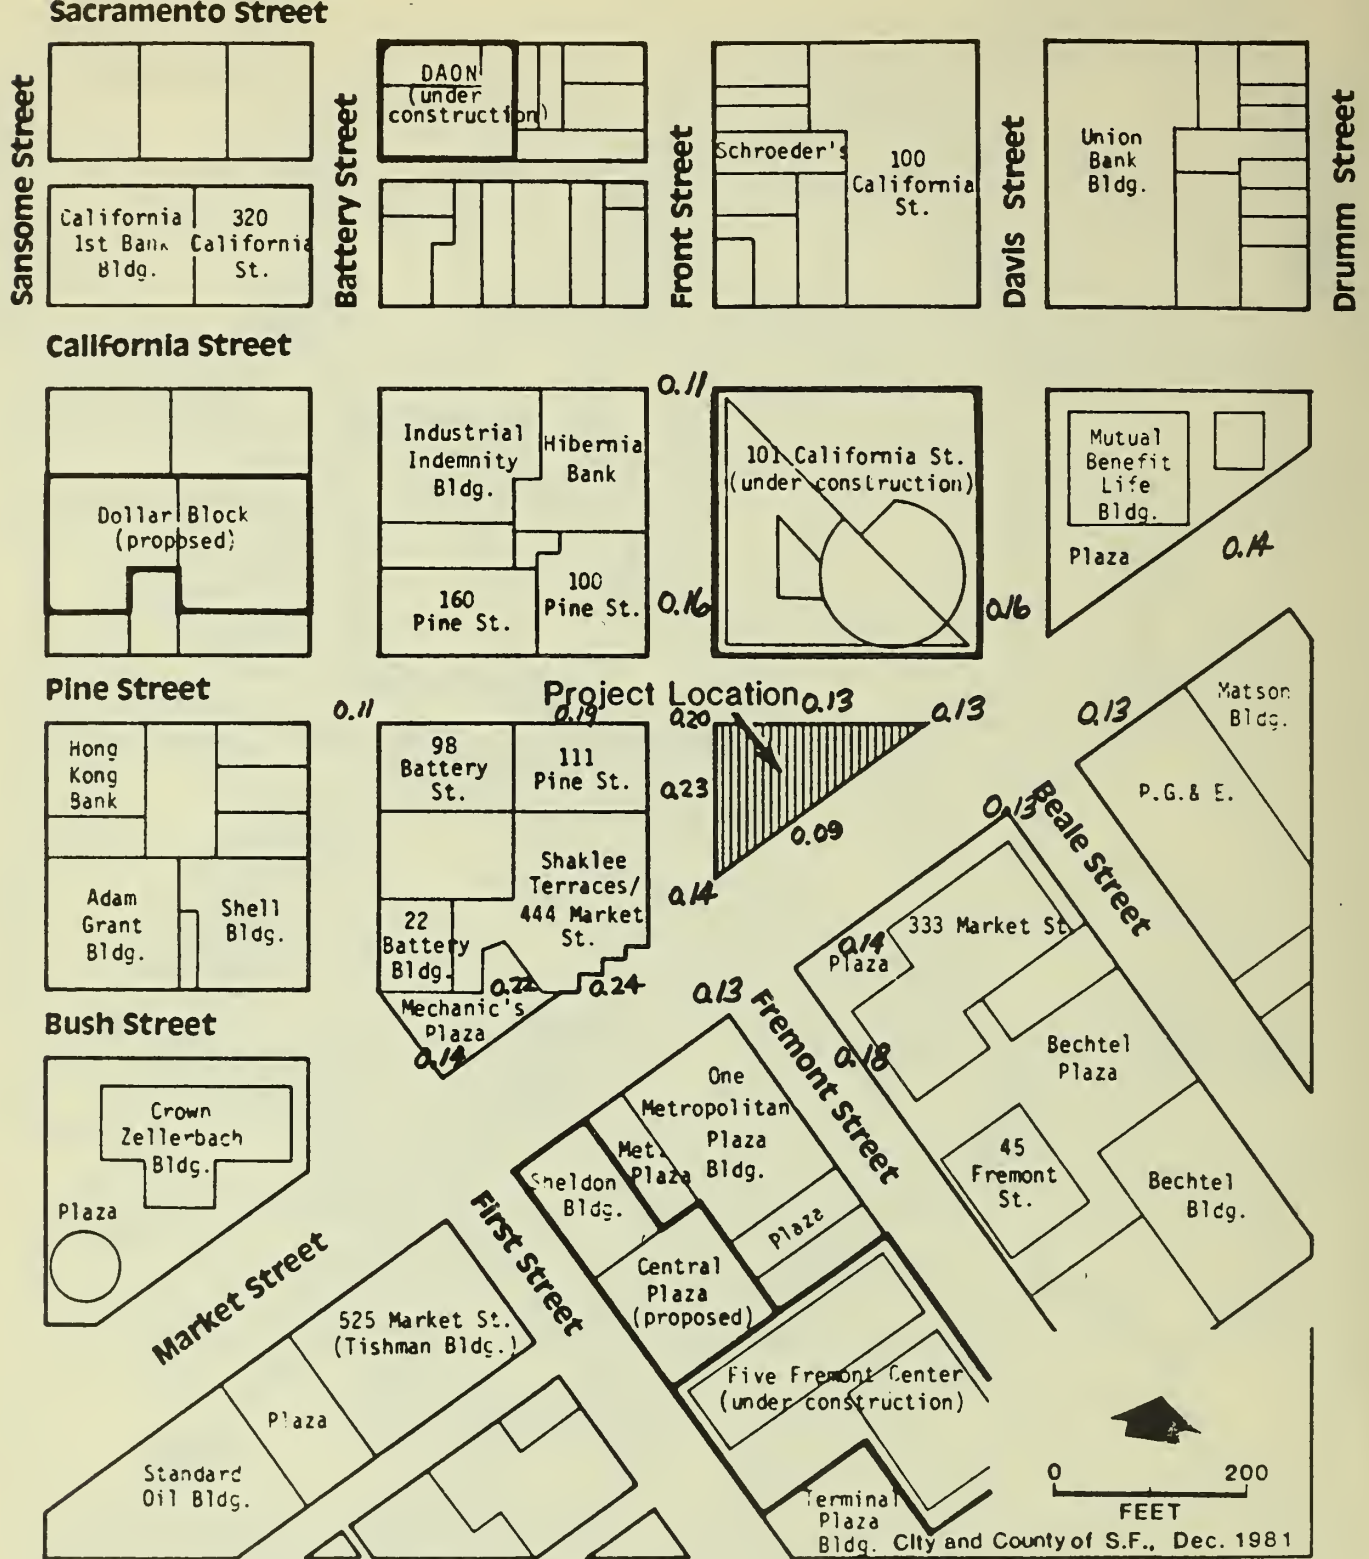 Sacramento Street
Sansome Street
Battery Street
Front Street
Davis Street
Drumm Street
DAON
(under
construction)
Schroeder's
100
California
St.
Union
Bank
Bldg.
California
1st Bank
Bldg.
320
California
St.
California Street
0.11
Industrial
Indemnity
Bldg.
Hibernia
Bank
101 California St.
(under construction)
Mutual
Benefit
Life
Bldg.
Plaza
0.14
Dollar Block
(proposed)
160
Pine St.
100
Pine St.
0.16
0.16
Pine Street
Project Location
0.11
0.19
0.20
0.13
0.13
0.13
Matson
Bldg.
Hong
Kong
Bank
98
Battery
St.
111
Pine St.
0.23
0.09
0.13
Beale Street
P.G.& E.
Adam
Grant
Bldg.
Shell
Bldg.
Shaklee
Terraces/
444 Market
St.
22
Battery
Bldg.
0.14
333 Market St.
0.14
Plaza
0.22
0.24
0.13
Mechanic's
Plaza
0.14
Bush Street
Fremont Street
0.18
Bechtel
Plaza
Crown
Zellerbach
Bldg.
Plaza
One
Metropolitan
Plaza
Bldg.
Met.
Plaza
Sheldon
Bldg.
45
Fremont
St.
Bechtel
Bldg.
Plaza
Market Street
First Street
Central
Plaza
(proposed)
525 Market St.
(Tishman Bldg.)
Plaza
Five Fremont Center
(under construction)
Standard
Oil Bldg.
Terminal
Plaza
Bldg.
0 200
FEET
City and County of S.F., Dec. 1981